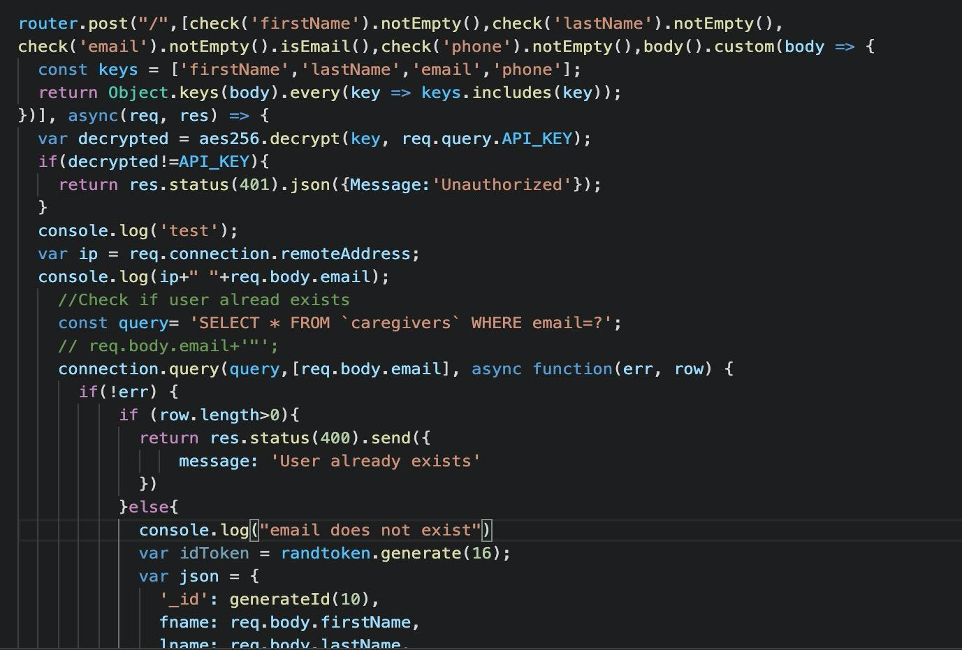 router.post("/",[check('firstName').notEmpty(),check('lastName').notEmpty(),
check('email').notEmpty().isEmail(),check('phone').notEmpty(),body().custom(body => {
const keys = ['firstName','lastName','email','phone'];
return Object.keys(body).every(key => keys.includes(key));
})], async(req, res) => {
var decrypted = aes256.decrypt(key, req.query.API_KEY);
if(decrypted!=API_KEY){
return res.status(401).json({Message:'Unauthorized'});
}
console.log('test');
var ip = req.connection.remoteAddress;
console.log(ip+" "+req.body.email);
//Check if user alread exists
const query= 'SELECT * FROM `caregivers` WHERE email=?';
// req.body.email+'"';
connection.query(query,[req.body.email], async function(err, row) {
if(!err) {
if (row.length>0){
return res.status(400).send({
message: 'User already exists'
})
}else{
console.log("email does not exist")
var idToken = randtoken.generate(16);
var json = {
'_id': generateId(10),
fname: req.body.firstName,
lname: req.body.lastName,